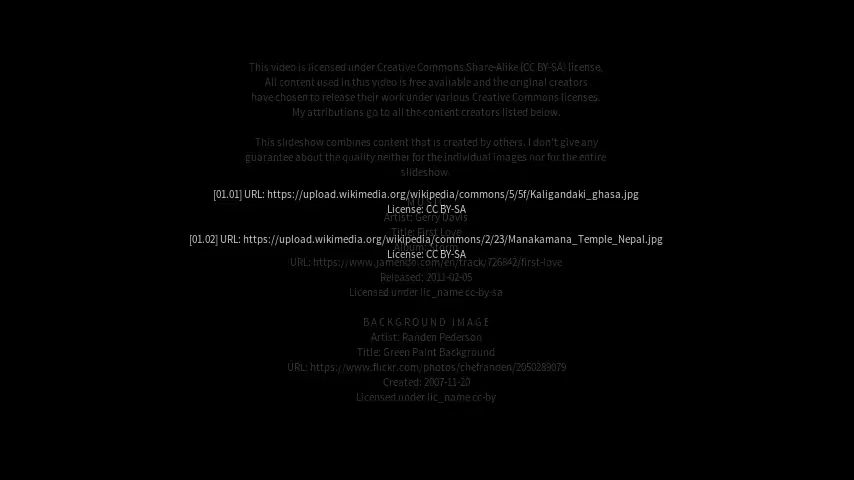 This video is licensed under Creative Commons Share-Alike (CC BY-SA) license.
All content used in this video is free available and the original creators
have chosen to release their work under various Creative Commons licenses.
My attributions go to all the content creators listed below.
This slideshow combines content that is created by others. I don't give any
guarantee about the quality neither for the individual images nor for the entire
slideshow.
[01.01] URL: https://upload.wikimedia.org/wikipedia/commons/5/5f/Kaligandaki_ghasa.jpg
License: CC BY-SA
Artist: Gerry Davis
Title: First Love
[01.02] URL: https://upload.wikimedia.org/wikipedia/commons/2/23/Manakamana_Temple_Nepal.jpg
License: CC BY-SA
URL: https://www.jamendo.com/en/track/726842/first-love
Released: 2011-02-05
Licensed under lic_name cc-by-sa
BACKGROUND IMAGE
Artist: Randen Pederson
Title: Green Paint Background
URL: https://www.flickr.com/photos/chefranden/2050289079
Created: 2007-11-20
Licensed under lic_name cc-by